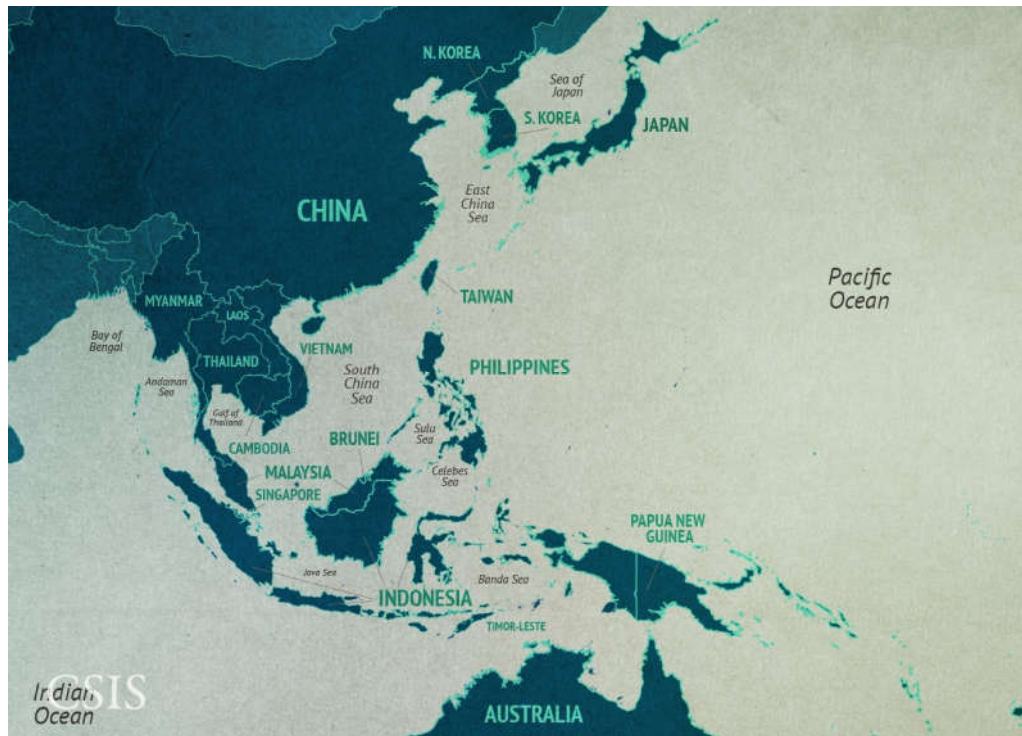 N. KOREA
Sea of
Japan
S. KOREA
JAPAN
CHINA
East
China
Sea
Pacific
Ocean
TAIWAN
MYANMAR
LAOS
Bay of
Bengal
VIETNAM
THAILAND
South
China
Sea
PHILIPPINES
Andaman
Sea
Gulf of
Thailand
Sulu
Sea
CAMBODIA
BRUNEI
MALAYSIA
Celebes
Sea
SINGAPORE
PAPUA NEW
GUINEA
Java Sea
Banda Sea
INDONESIA
TIMOR-LESTE
Indian
Ocean
CSIS
AUSTRALIA